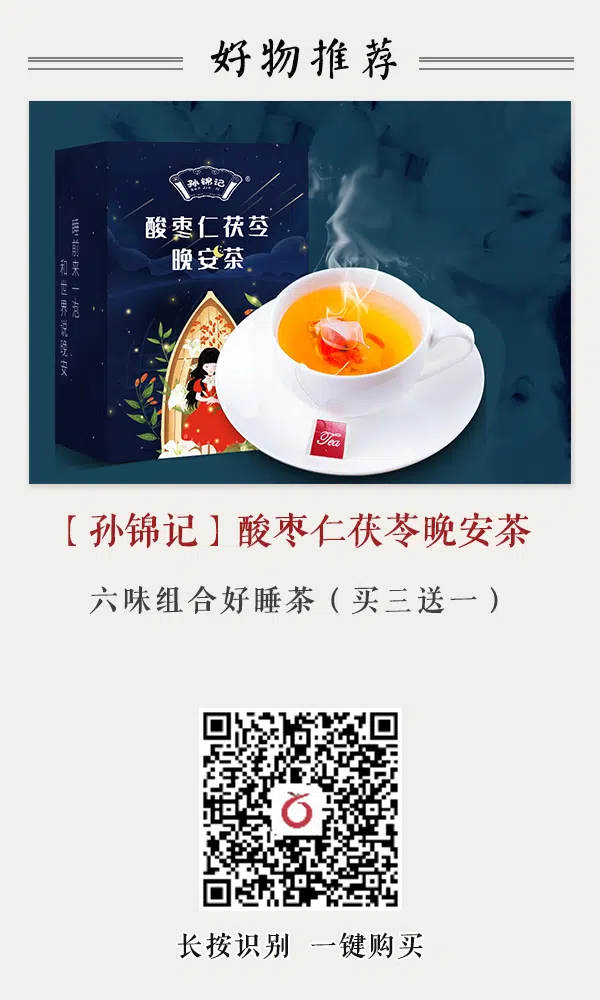 好物推荐
孙锦记®
SUN JIN JI
酸枣仁茯苓
晚安茶
睡前来一泡
和世界说晚安
Tea
【孙锦记】酸枣仁茯苓晚安茶
六味组合好睡茶（买三送一）
长按识别 一键购买